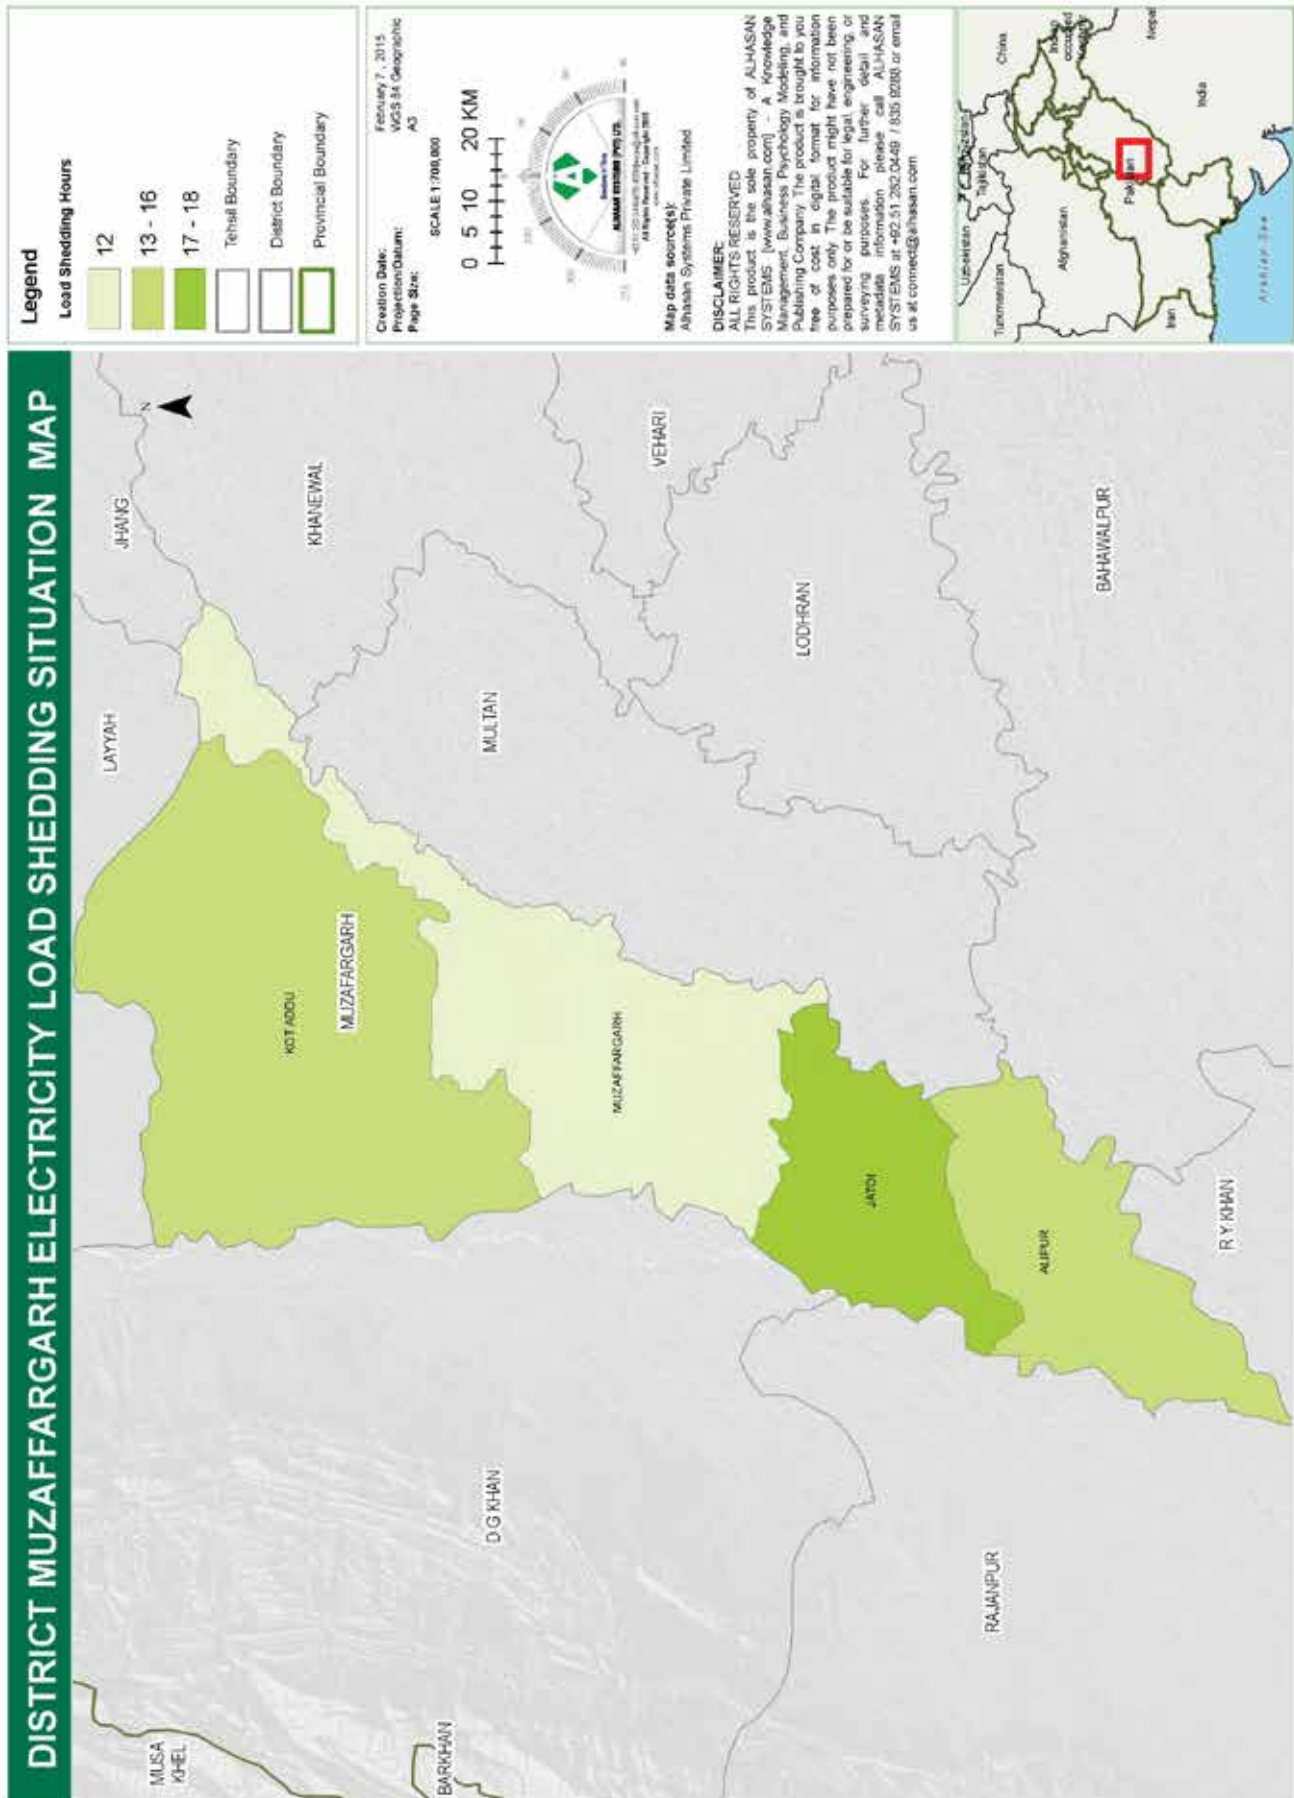 DISTRICT MUZAFFARGARH ELECTRICITY LOAD SHEDDING SITUATION MAP
MUSA
KHEL
BARKHAN
D G KHAN
RAJANPUR
LAYYAH
JHANG
KHANEWAL
N
KOT ADDU
MUZAFARGARH
MULTAN
VEHARI
MUZAFFARGARH
LODHRAN
JATOI
ALIPUR
BAHAWALPUR
R Y KHAN
Legend
Load Shedding Hours
12
13 - 16
17 - 18
Tehsil Boundary
District Boundary
Provincial Boundary
Creation Date: February 7, 2015
Projection/Datum: WGS 84 Geographic
Page Size: A3
SCALE 1:700,000
0 5 10 20 KM
Map data source(s):
Alhasan Systems Private Limited
DISCLAIMER:
ALL RIGHTS RESERVED
This product is the sole property of ALHASAN
SYSTEMS [www.alhasan.com] - A Knowledge
Management, Business Psychology Modeling, and
Publishing Company. The product is brought to you
free of cost in digital format for information
purposes only. The product might have not been
prepared for or be suitable for legal, engineering, or
surveying purposes. For further detail and
metadata information please call ALHASAN
SYSTEMS at +92.51.282.0449 / 835.9288 or email
us at connect@alhasan.com
Uzbekistan
Tajikistan
Turkmenistan
China
Afghanistan
Indian
occupied
Pakistan
Nepal
Iran
India
Arabian Sea